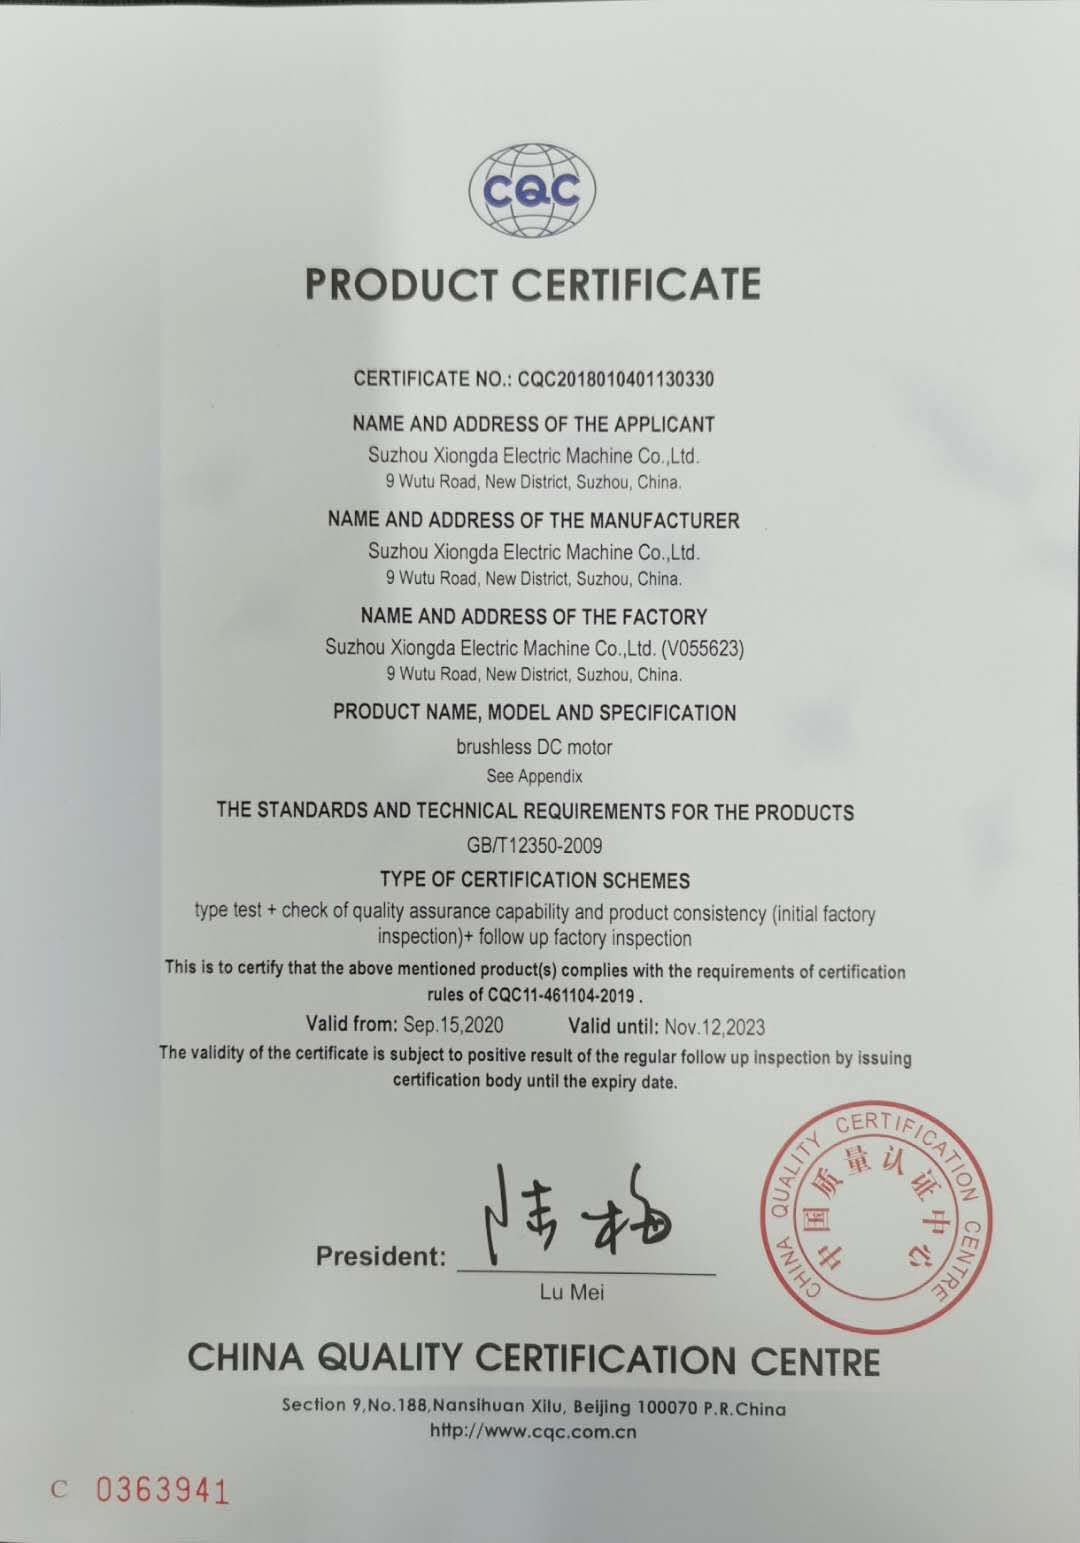 CQC
PRODUCT CERTIFICATE
CERTIFICATE NO.: CQC2018010401130330
NAME AND ADDRESS OF THE APPLICANT
Suzhou Xiongda Electric Machine Co.,Ltd.
9 Wutu Road, New District, Suzhou, China.
NAME AND ADDRESS OF THE MANUFACTURER
Suzhou Xiongda Electric Machine Co.,Ltd.
9 Wutu Road, New District, Suzhou, China.
NAME AND ADDRESS OF THE FACTORY
Suzhou Xiongda Electric Machine Co.,Ltd. (V055623)
9 Wutu Road, New District, Suzhou, China.
PRODUCT NAME, MODEL AND SPECIFICATION
brushless DC motor
See Appendix
THE STANDARDS AND TECHNICAL REQUIREMENTS FOR THE PRODUCTS
GB/T12350-2009
TYPE OF CERTIFICATION SCHEMES
type test + check of quality assurance capability and product consistency (initial factory
inspection)+ follow up factory inspection
This is to certify that the above mentioned product(s) complies with the requirements of certification
rules of CQC11-461104-2019 .
Valid from: Sep.15,2020 Valid until: Nov.12,2023
The validity of the certificate is subject to positive result of the regular follow up inspection by issuing
certification body until the expiry date.
President: 陆梅
Lu Mei
CHINA QUALITY CERTIFICATION CENTRE
中国质量认证中心
CHINA QUALITY CERTIFICATION CENTRE
Section 9,No.188,Nansihuan Xilu, Beijing 100070 P.R.China
http://www.cqc.com.cn
C 0363941